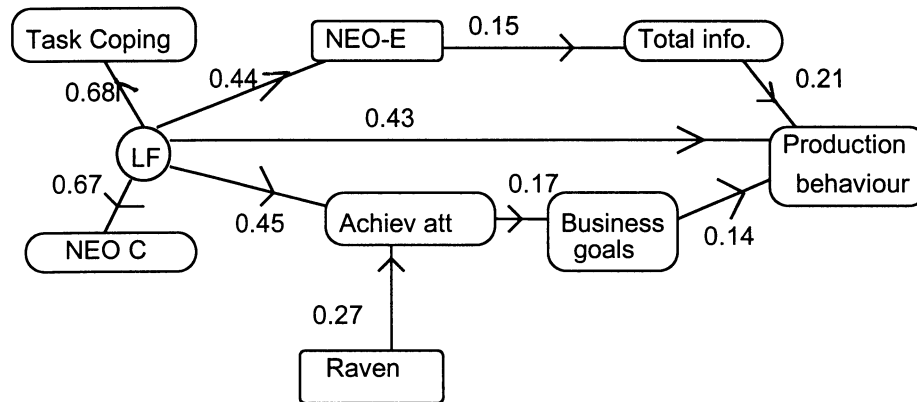 Task Coping
NEO-E
0.15
Total info.
0.68
0.44
0.21
0.43
LF
Production
behaviour
0.67
0.45
Achiev att
0.17
Business
goals
0.14
NEO C
0.27
Raven